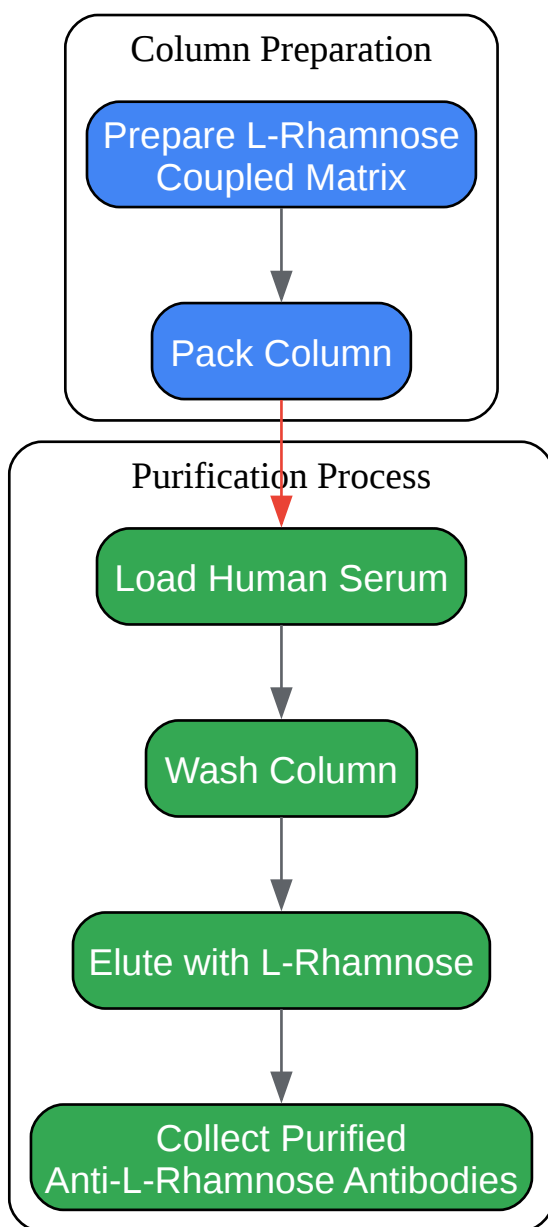 Column Preparation
Prepare L-Rhamnose
Coupled Matrix
Pack Column
Purification Process
Load Human Serum
Wash Column
Elute with L-Rhamnose
Collect Purified
Anti-L-Rhamnose Antibodies